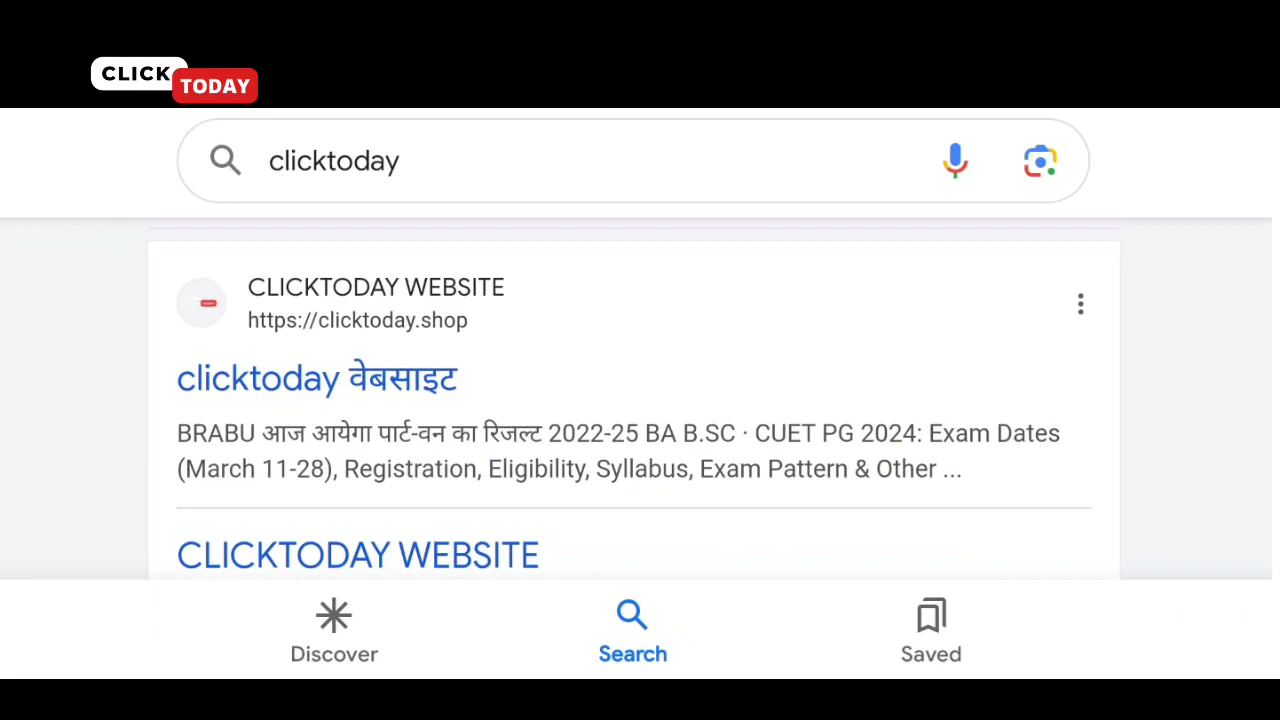 CLICK
TODAY
clicktoday
CLICKTODAY WEBSITE
https://clicktoday.shop
clicktoday वेबसाइट
BRABU आज आयेगा पार्ट-वन का रिजल्ट 2022-25 BA B.SC · CUET PG 2024: Exam Dates
(March 11-28), Registration, Eligibility, Syllabus, Exam Pattern & Other ...
CLICKTODAY WEBSITE
Discover
Search
Saved